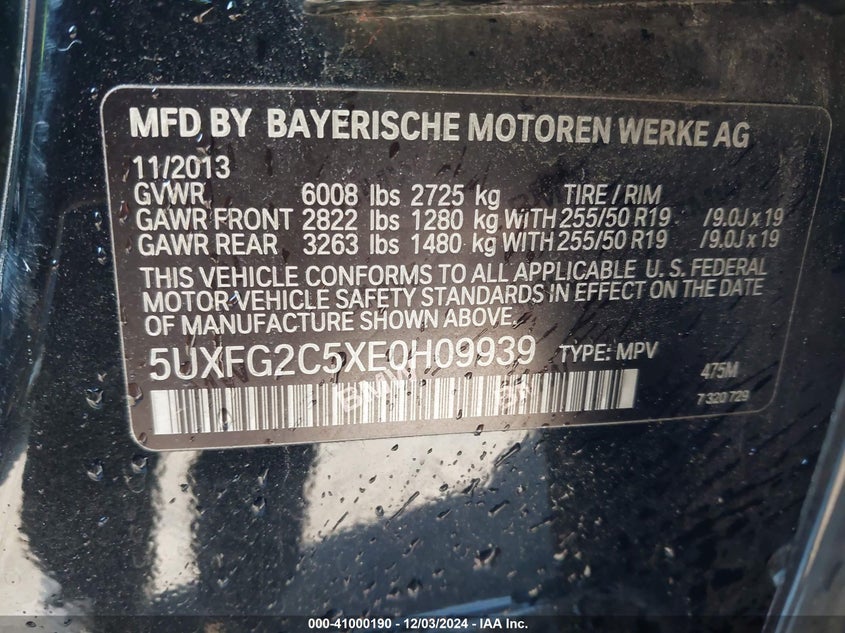 MFD BY BAYERISCHE MOTOREN WERKE AG
11/2013
GVWR 6008 lbs 2725 kg TIRE / RIM
GAWR FRONT 2822 lbs 1280 kg WITH 255/50 R19 /9.0J x 19
GAWR REAR 3263 lbs 1480 kg WITH 255/50 R19 /9.0J x 19
THIS VEHICLE CONFORMS TO ALL APPLICABLE U.S. FEDERAL
MOTOR VEHICLE SAFETY STANDARDS IN EFFECT ON THE DATE
OF MANUFACTURE SHOWN ABOVE.
5UXFG2C5XE0H09939 TYPE: MPV 475M
7 320 729
000-41000190 - 12/03/2024 - IAA Inc.